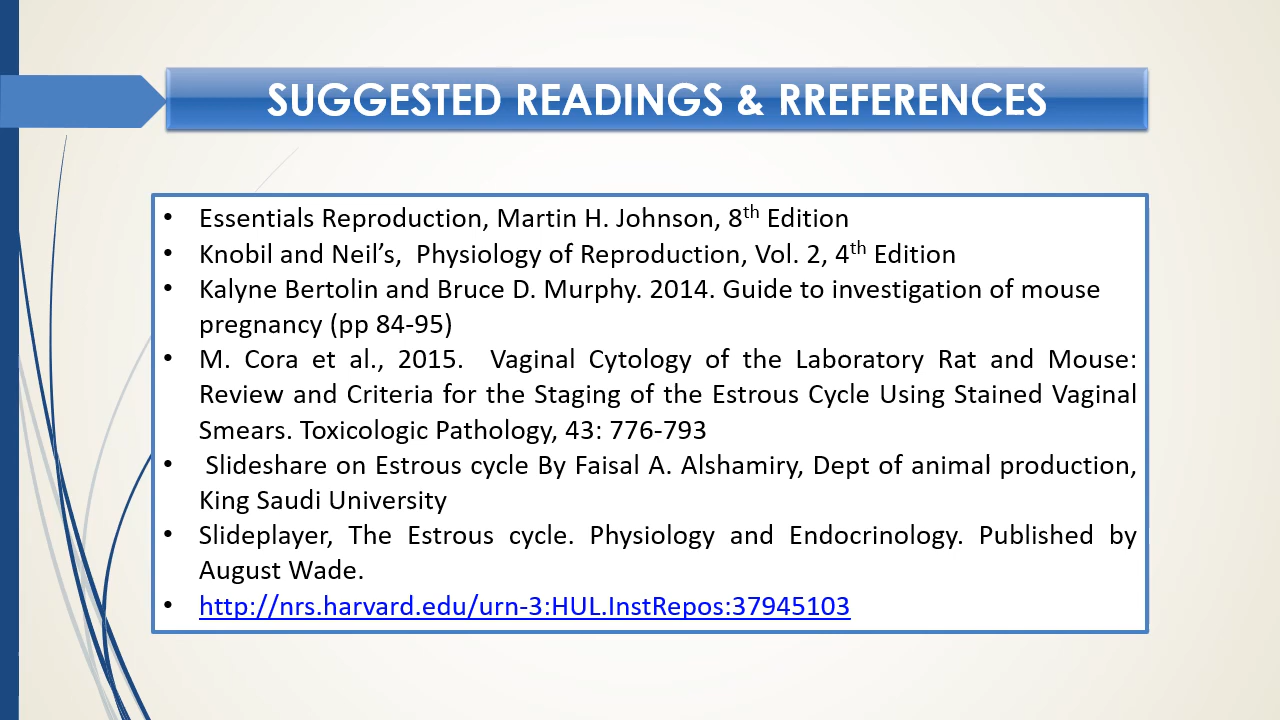 SUGGESTED READINGS & RREFERENCES
• Essentials Reproduction, Martin H. Johnson, 8th Edition
• Knobil and Neil’s, Physiology of Reproduction, Vol. 2, 4th Edition
• Kalyne Bertolin and Bruce D. Murphy. 2014. Guide to investigation of mouse
pregnancy (pp 84-95)
• M. Cora et al., 2015. Vaginal Cytology of the Laboratory Rat and Mouse:
Review and Criteria for the Staging of the Estrous Cycle Using Stained Vaginal
Smears. Toxicologic Pathology, 43: 776-793
• Slideshare on Estrous cycle By Faisal A. Alshamiry, Dept of animal production,
King Saudi University
• Slideplayer, The Estrous cycle. Physiology and Endocrinology. Published by
August Wade.
• http://nrs.harvard.edu/urn-3:HUL.InstRepos:37945103